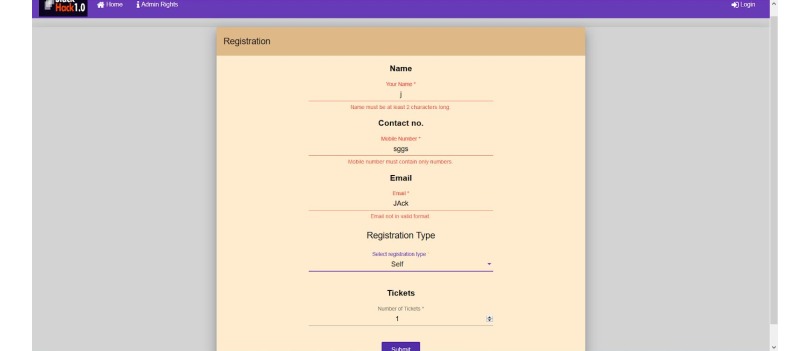 Hack1.0
Home
Admin Rights
Login
Registration
Name
Your Name *
j
Name must be at least 2 characters long
Contact no.
Mobile Number *
sggs
Mobile number must contain only numbers.
Email
Email *
JAck
Email not in valid format
Registration Type
Select registration type
Self
Tickets
Number of Tickets *
1
Submit